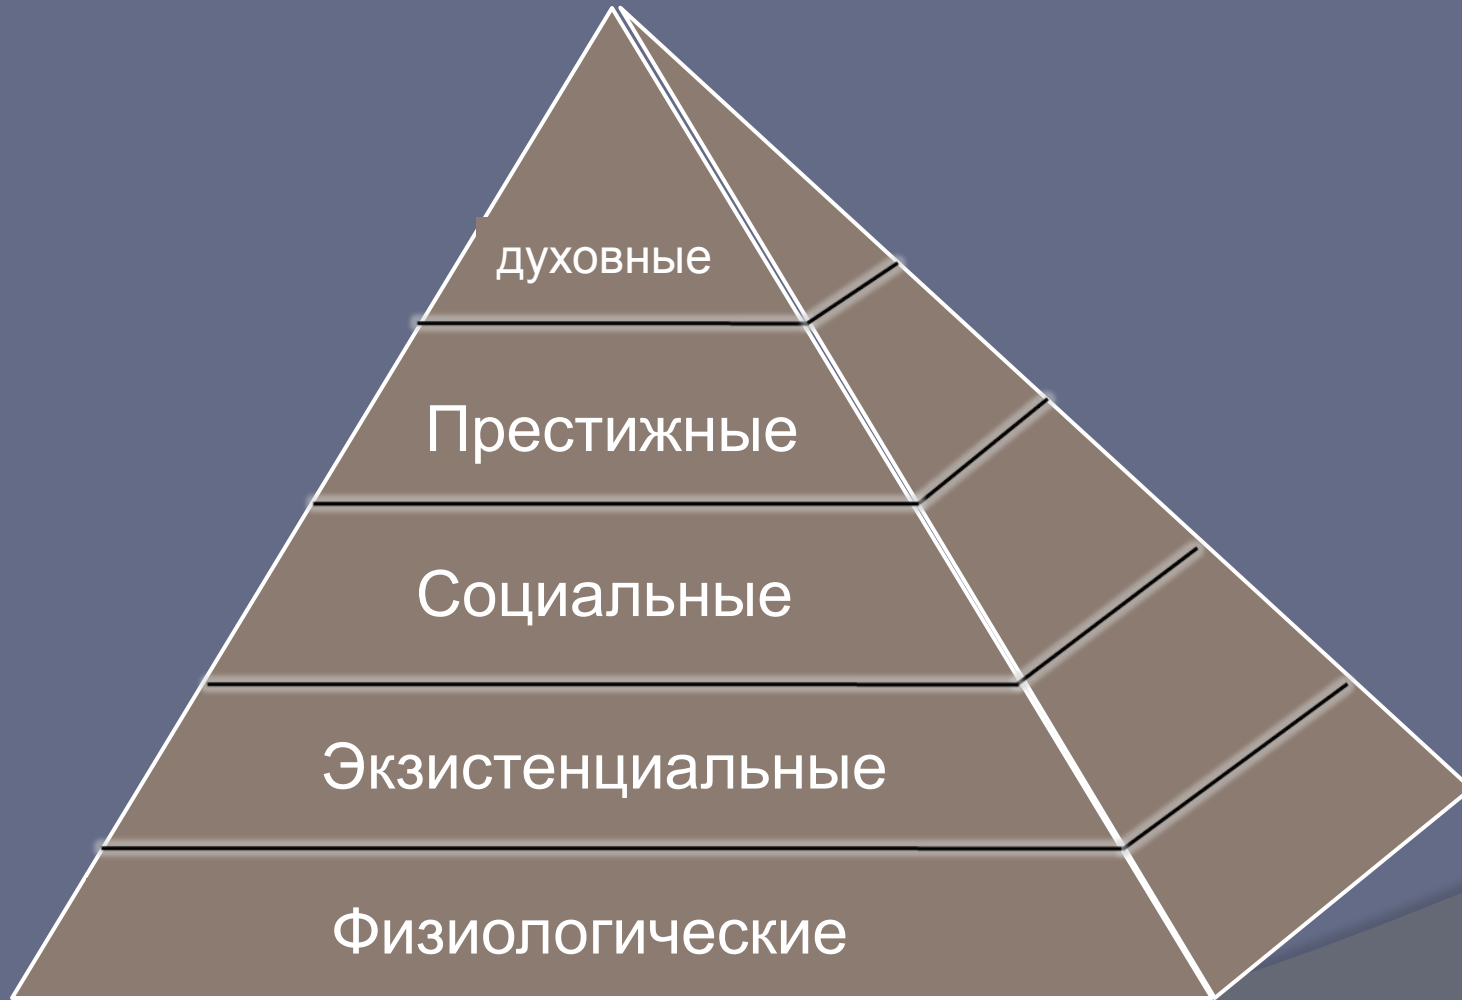 духовные
Престижные
Социальные
Экзистенциальные
Физиологические